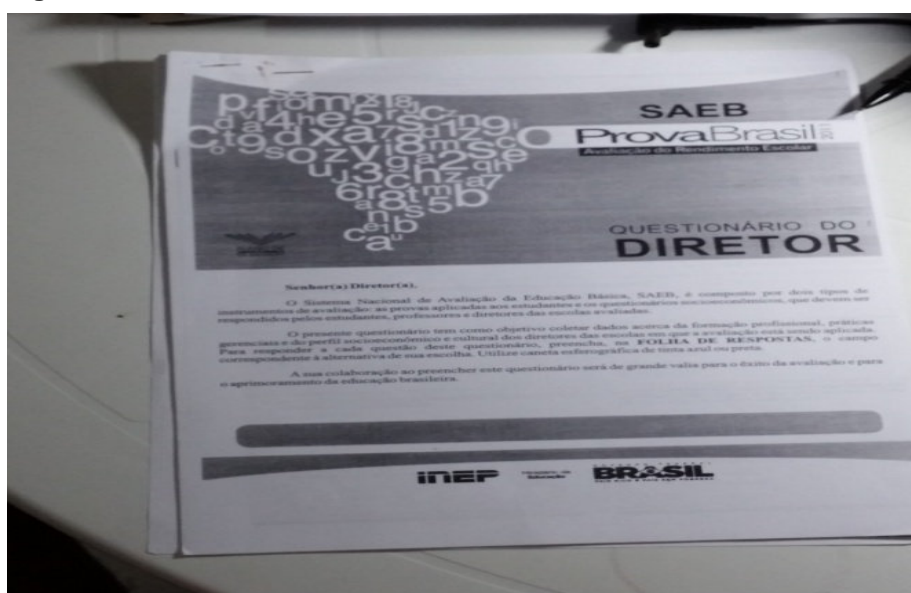 SAEB
ProvaBrasil
Avaliação do Rendimento Escolar
QUESTIONÁRIO DO
DIRETOR
Senhor(a) Diretor(a),
O Sistema Nacional de Avaliação da Educação Básica, SAEB, é composto por dois tipos de
instrumentos de avaliação: as provas aplicadas aos estudantes e os questionários socioeconômicos, que devem ser
respondidos pelos estudantes, professores e diretores das escolas avaliadas.
O presente questionário tem como objetivo coletar dados acerca da formação profissional, práticas
gerenciais e do perfil socioeconômico e cultural dos diretores das escolas em que a avaliação está sendo aplicada.
Para responder a cada questão deste questionário, preencha, na FOLHA DE RESPOSTAS, o campo
correspondente à alternativa de sua escolha. Utilize caneta esferográfica de tinta azul ou preta.
A sua colaboração ao preencher este questionário será de grande valia para o êxito da avaliação e para
o aprimoramento da educação brasileira.
INEP
Educação
BRASIL